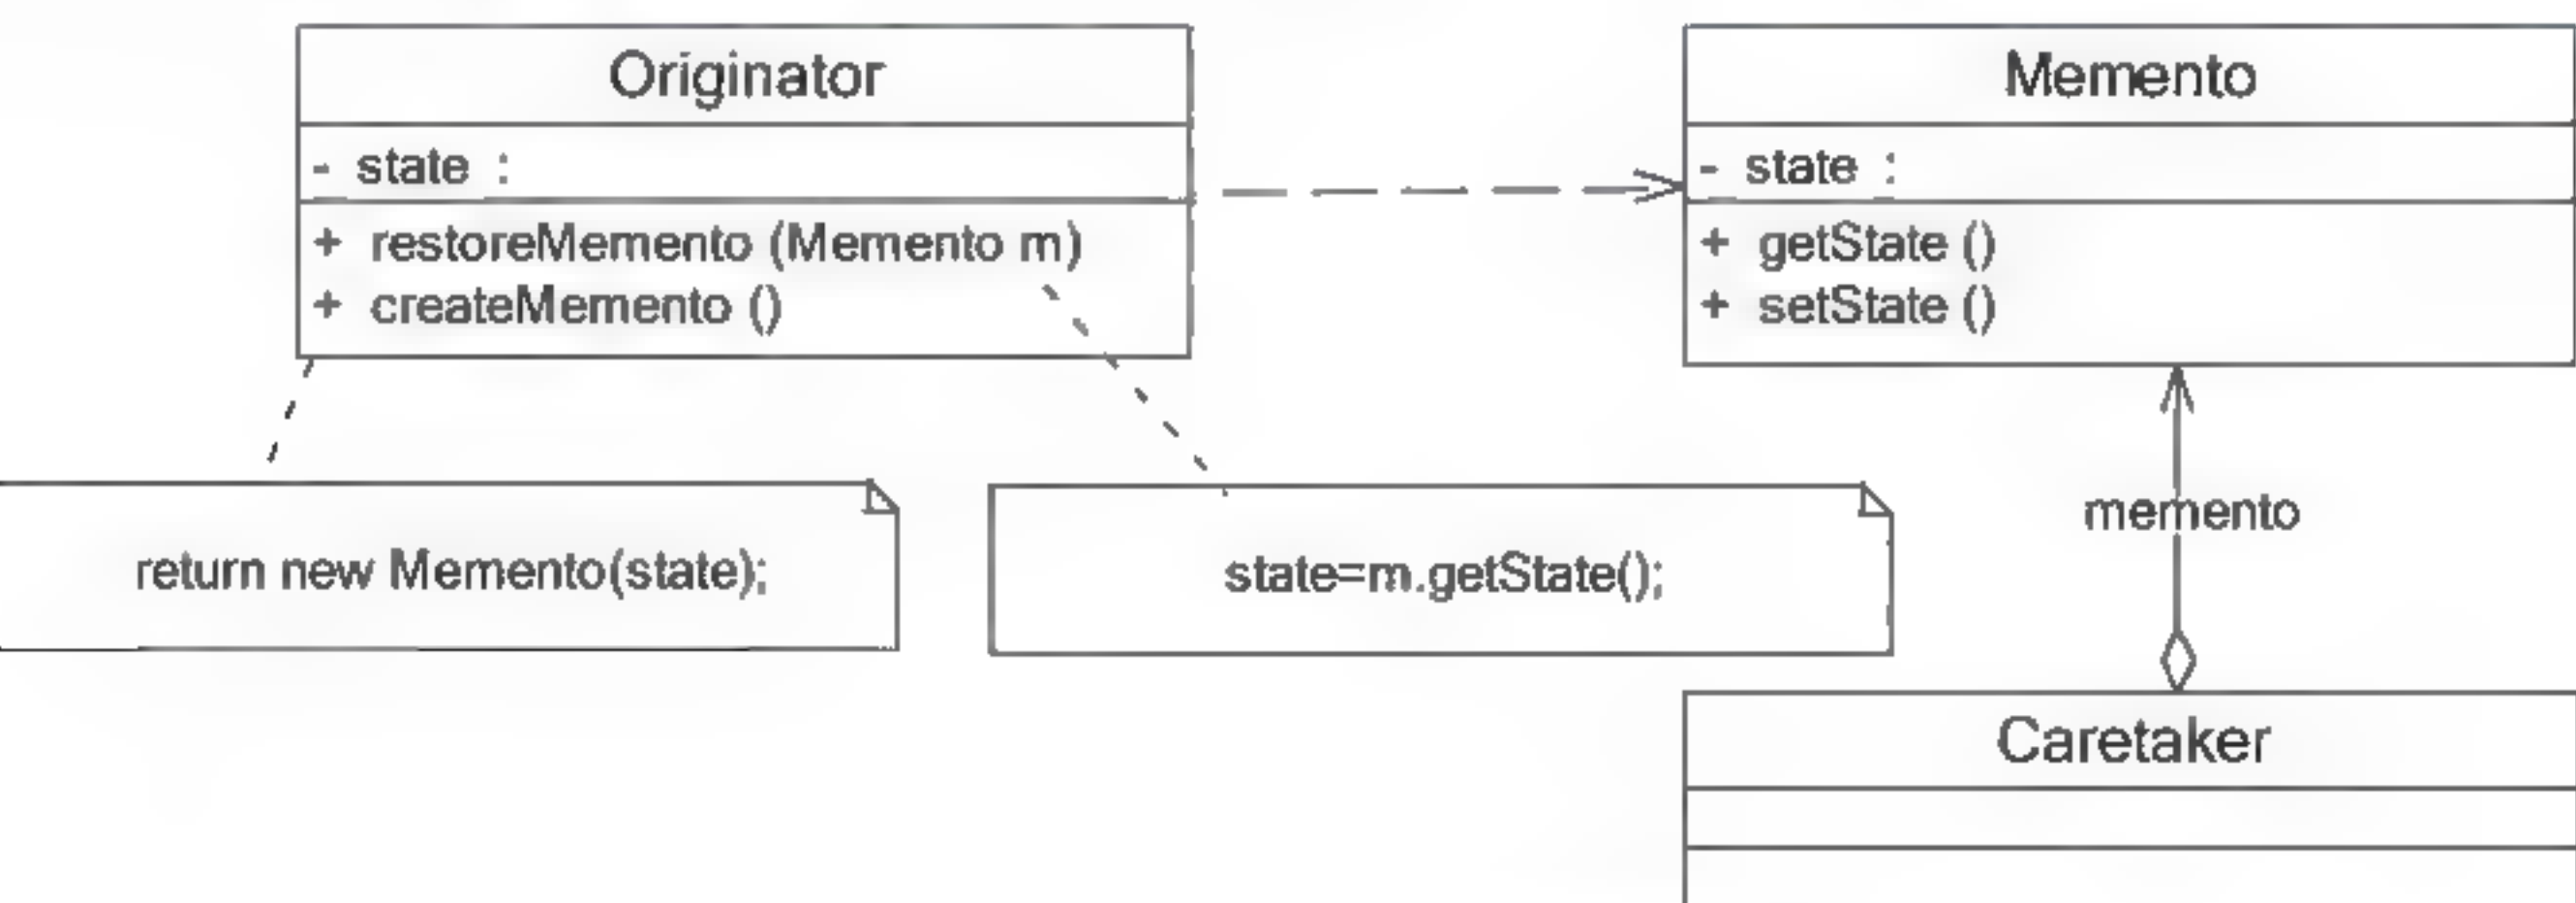 Originator
- state :
+ restoreMemento (Memento m)
+ createMemento ()
Memento
- state :
+ getState ()
+ setState ()
return new Memento(state);
state=m.getState();
memento
Caretaker